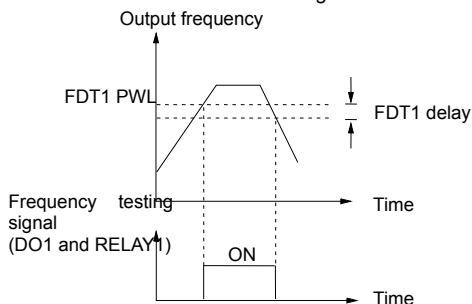 Output frequency
FDT1 PWL
FDT1 delay
Frequency testing
signal
(DO1 and RELAY1)
Time
ON
Time